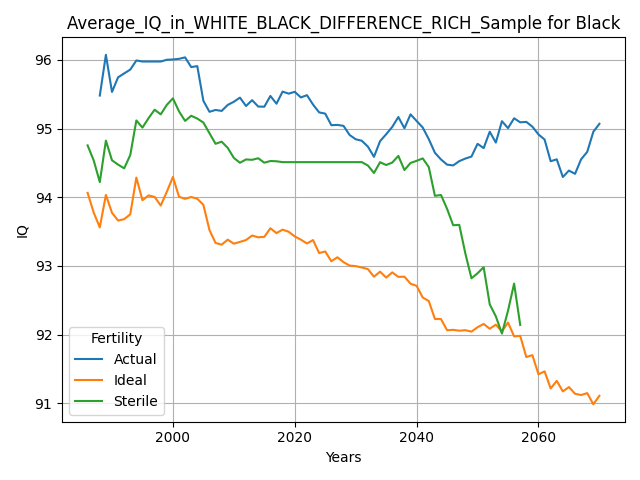 Average_IQ_in_WHITE_BLACK_DIFFERENCE_RICH_Sample for Black
IQ
96
95
94
93
92
91
Fertility
Actual
Ideal
Sterile
2000 2020 2040 2060
Years